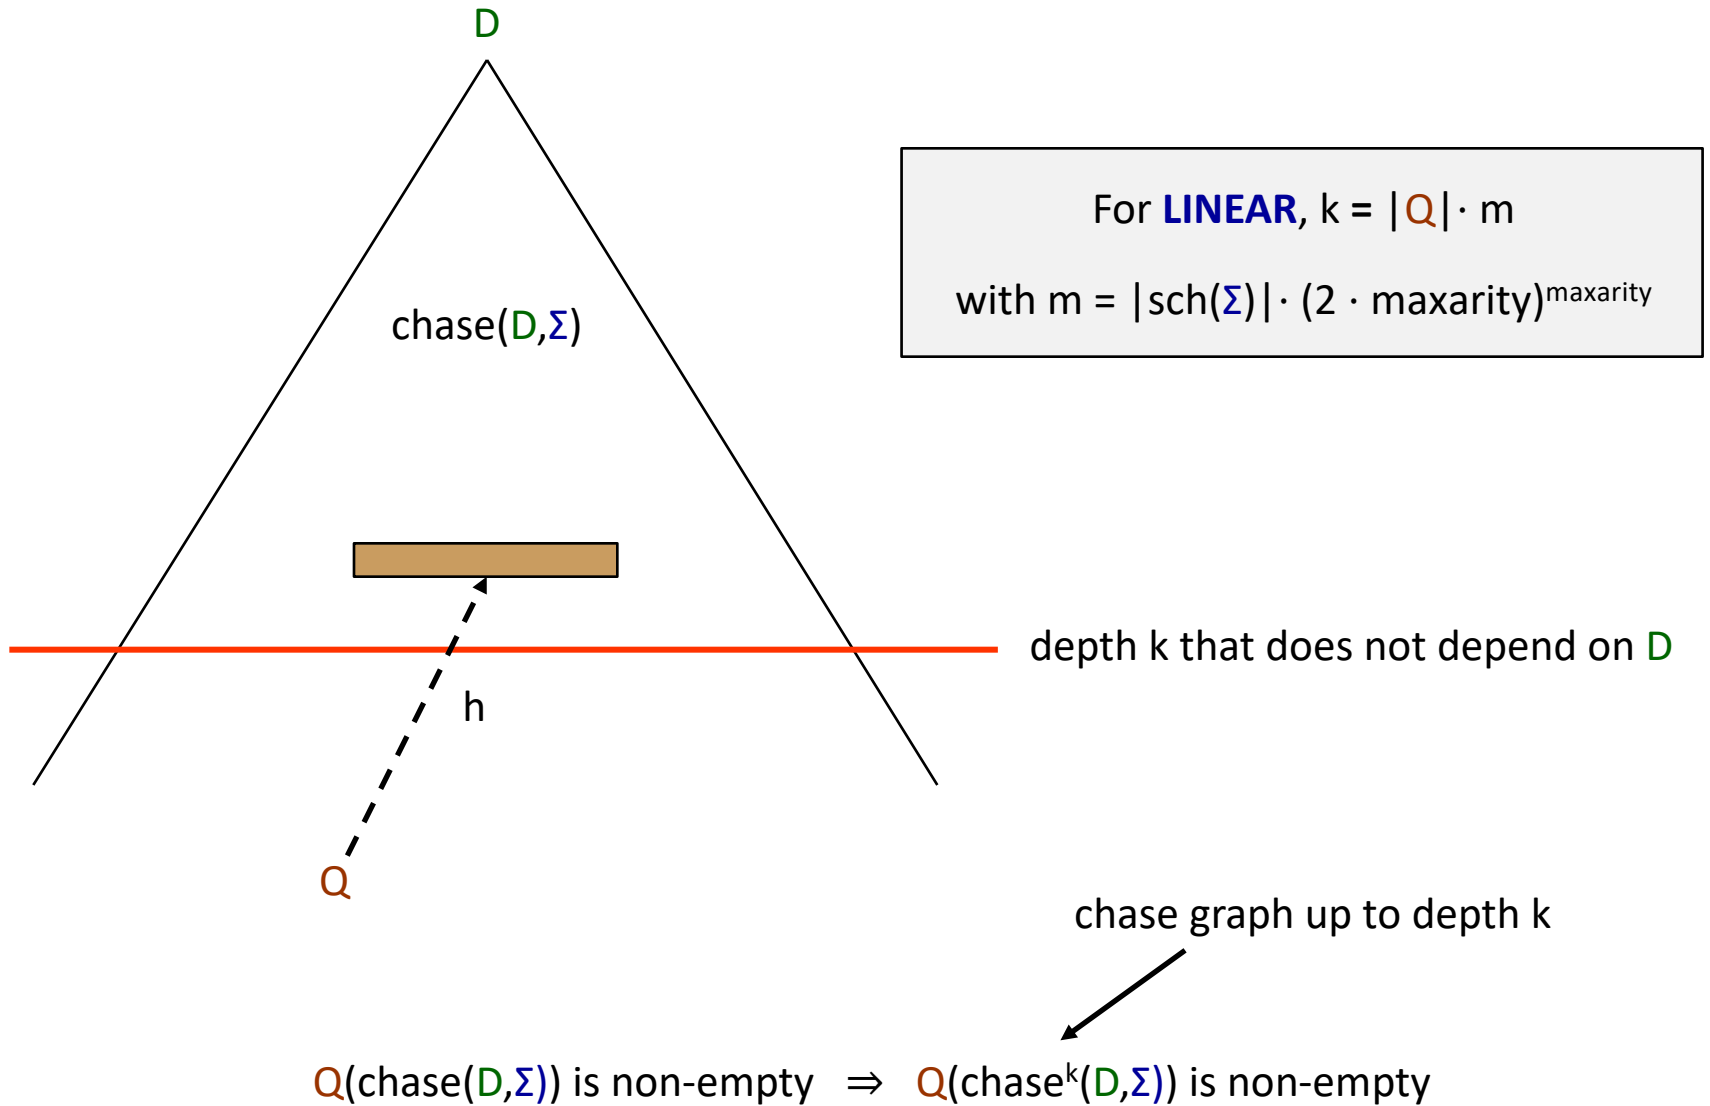 D
For LINEAR, k = |Q| · m
with m = |sch(Σ)| · (2 · maxarity)^maxarity
chase(D,Σ)
depth k that does not depend on D
h
Q
chase graph up to depth k
Q(chase(D,Σ)) is non-empty ⇒ Q(chaseᵏ(D,Σ)) is non-empty